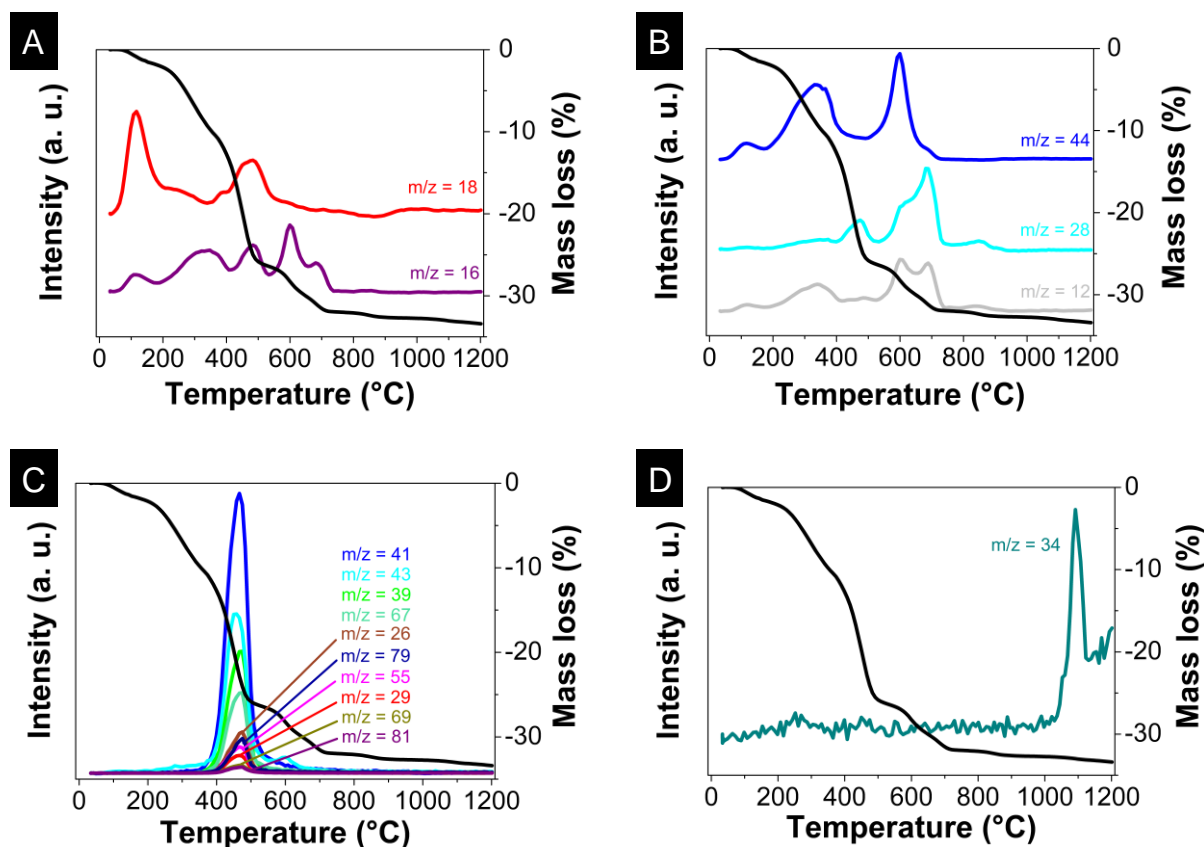 A
Intensity (a. u.)
Mass loss (%)
0
-10
-20
-30
m/z = 18
m/z = 16
0 200 400 600 800 1000 1200
Temperature (°C)
B
Intensity (a. u.)
Mass loss (%)
0
-10
-20
-30
m/z = 44
m/z = 28
m/z = 12
0 200 400 600 800 1000 1200
Temperature (°C)
C
Intensity (a. u.)
Mass loss (%)
0
-10
-20
-30
m/z = 41
m/z = 43
m/z = 39
m/z = 67
m/z = 26
m/z = 79
m/z = 55
m/z = 29
m/z = 69
m/z = 81
0 200 400 600 800 1000 1200
Temperature (°C)
D
Intensity (a. u.)
Mass loss (%)
0
-10
-20
-30
m/z = 34
0 200 400 600 800 1000 1200
Temperature (°C)